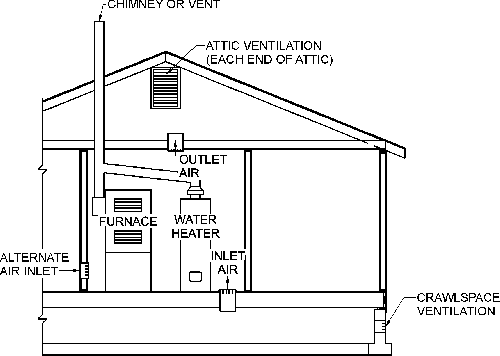 CHIMNEY OR VENT
ATTIC VENTILATION
(EACH END OF ATTIC)
OUTLET
AIR
FURNACE
WATER
HEATER
INLET
AIR
ALTERNATE
AIR INLET
CRAWLSPACE
VENTILATION